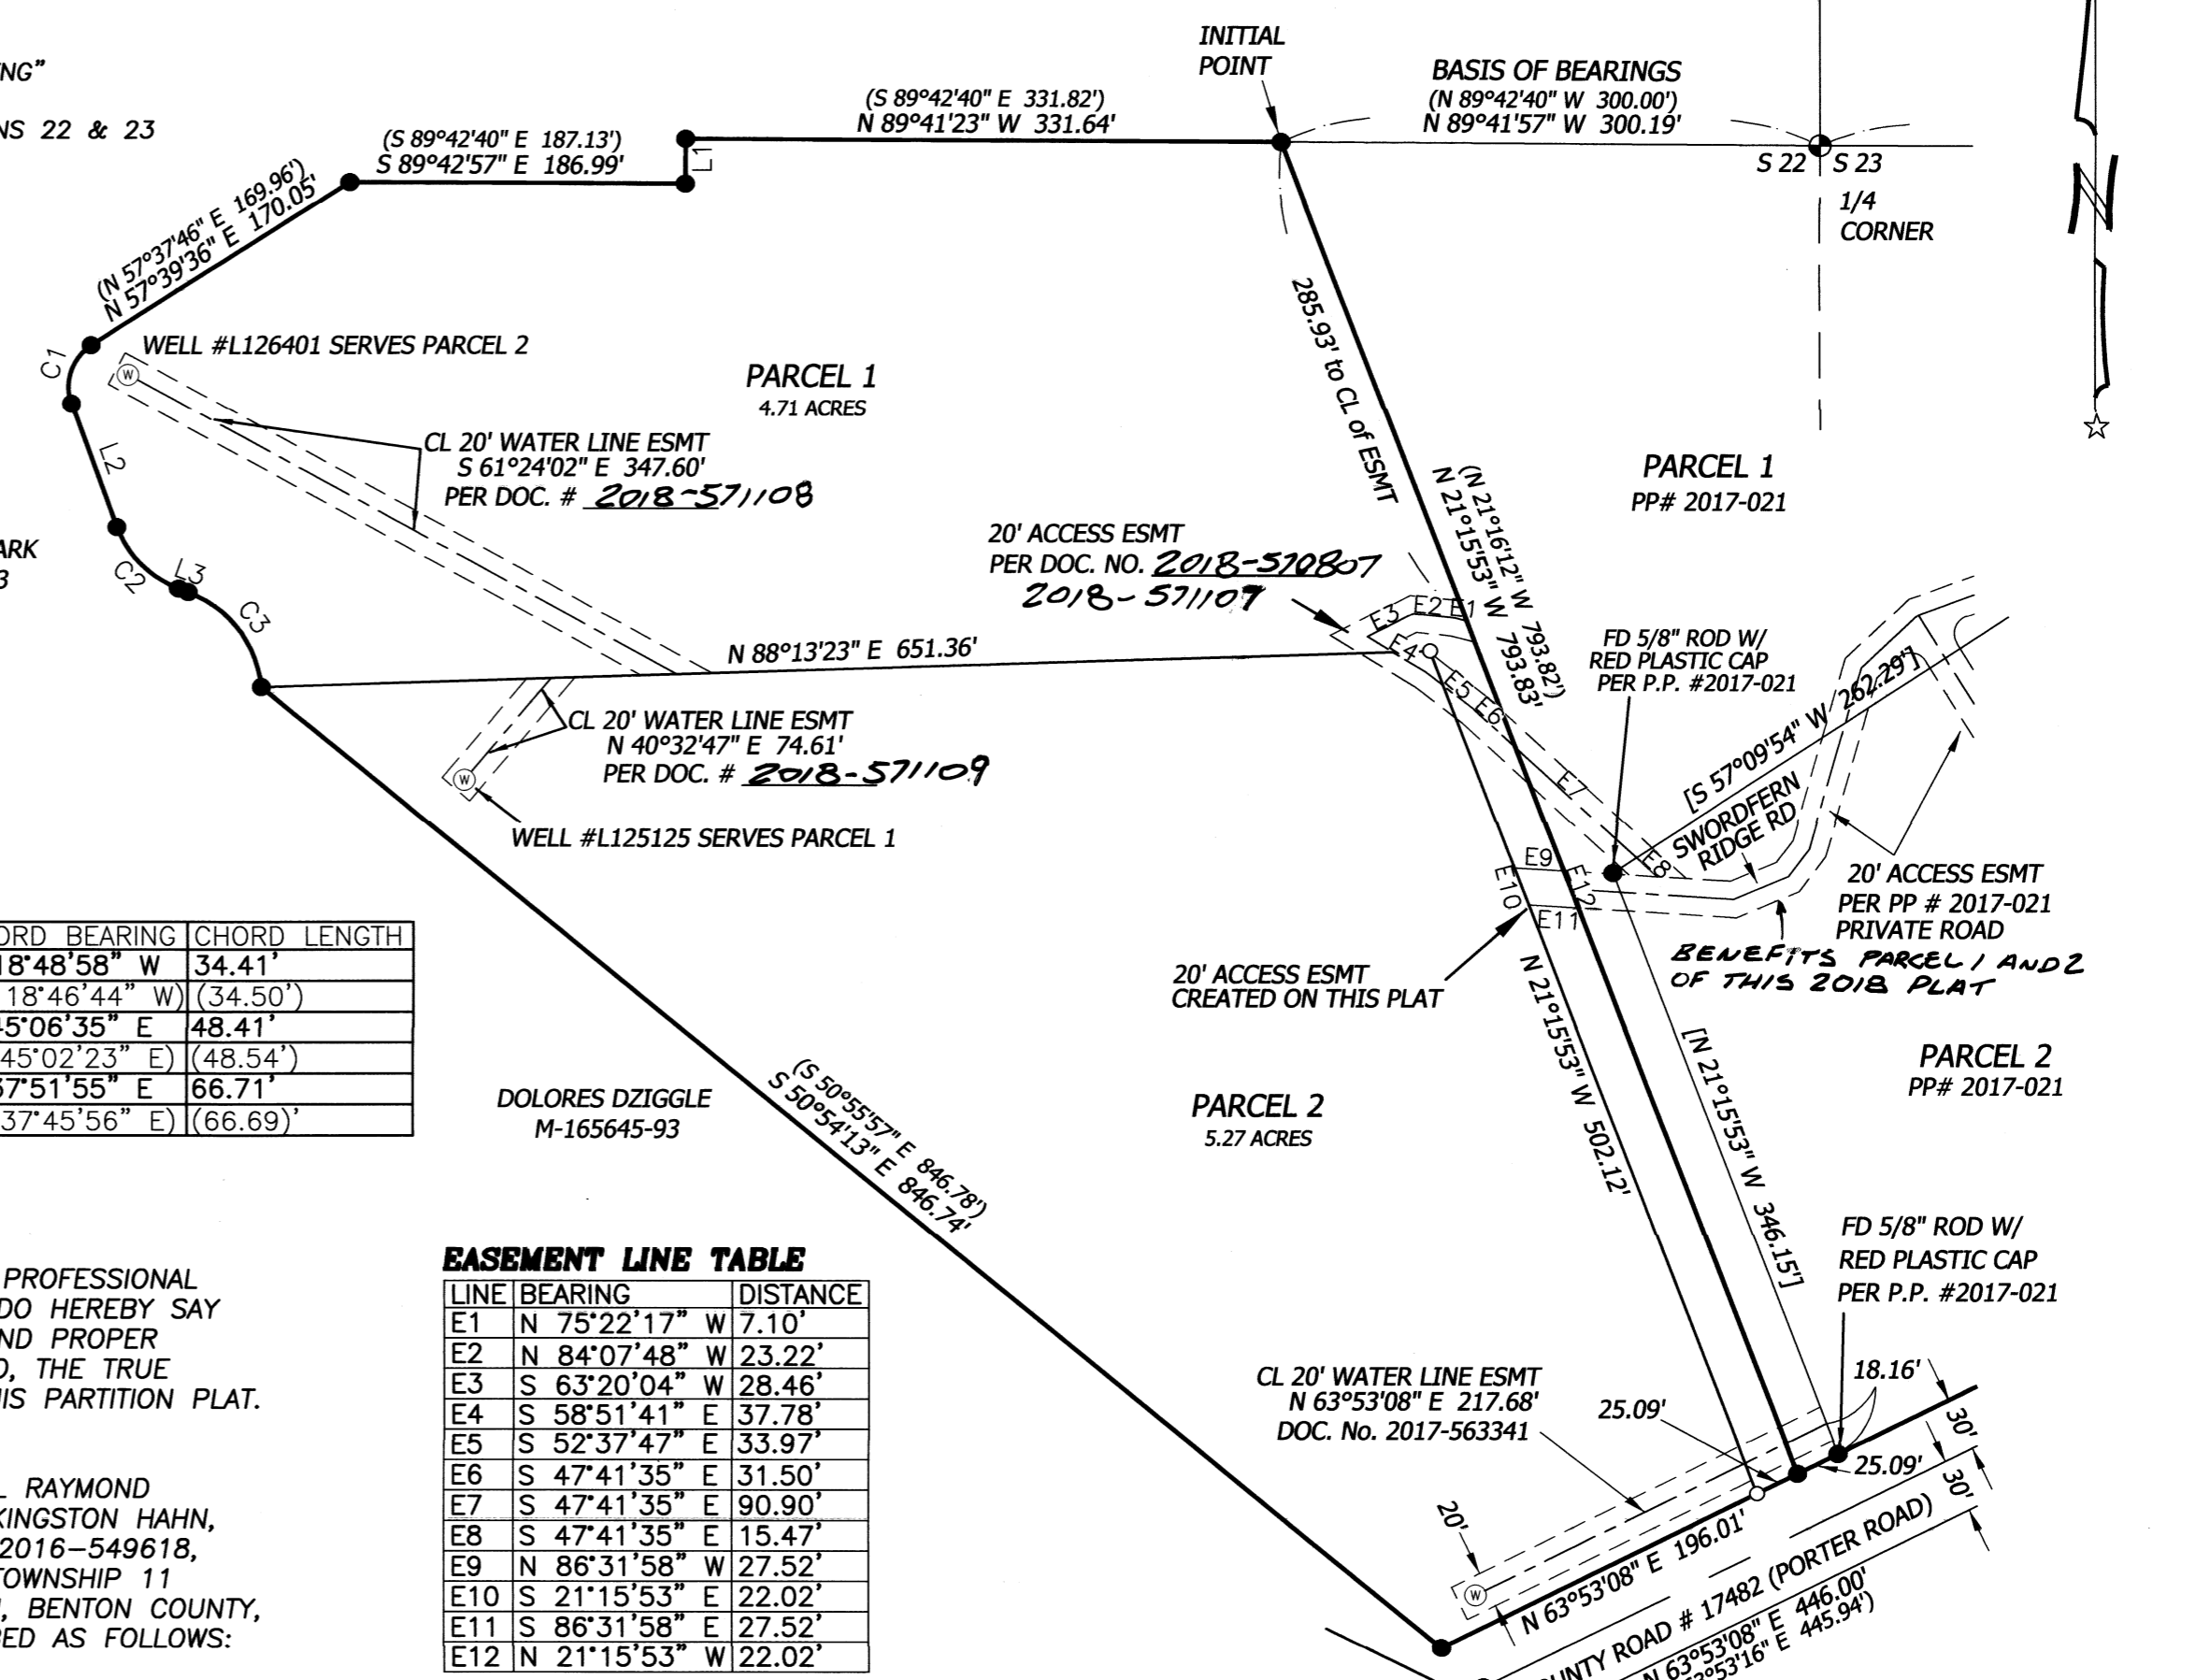 NG"
NS 22 & 23
INITIAL
POINT
BASIS OF BEARINGS
(N 89°42'40" W 300.00')
N 89°41'57" W 300.19'
(S 89°42'40" E 331.82')
N 89°41'23" W 331.64'
(S 89°42'40" E 187.13')
S 89°42'57" E 186.99'
L1
S 22
S 23
1/4
CORNER
N
(N 57°37'46" E 169.96')
N 57°39'36" E 170.05'
C1
WELL #L126401 SERVES PARCEL 2
W
PARCEL 1
4.71 ACRES
285.93' to CL of ESMT
CL 20' WATER LINE ESMT
S 61°24'02" E 347.60'
PER DOC. # 2018-571108
L2
(N 21°16'12" W 793.82')
N 21°15'53" W 793.83'
PARCEL 1
PP# 2017-021
ARK
3
C2
L3
C3
20' ACCESS ESMT
PER DOC. NO. 2018-570807
2018-571107
E3
E2
E1
E4
E5
E6
E7
E8
N 88°13'23" E 651.36'
FD 5/8" ROD W/
RED PLASTIC CAP
PER P.P. #2017-021
[S 57°09'54" W 262.29']
SWORDFERN
RIDGE RD
CL 20' WATER LINE ESMT
N 40°32'47" E 74.61'
PER DOC. # 2018-571109
W
WELL #L125125 SERVES PARCEL 1
E9
E10
E11
E12
20' ACCESS ESMT
PER PP # 2017-021
PRIVATE ROAD
BENEFITS PARCEL 1 AND 2
OF THIS 2018 PLAT
20' ACCESS ESMT
CREATED ON THIS PLAT
N 21°15'53" W 502.12'
[N 21°15'53" W 346.15']
PARCEL 2
PP# 2017-021
ORD BEARING CHORD LENGTH
18°48'58" W 34.41'
18°46'44" W) (34.50')
45°06'35" E 48.41'
45°02'23" E) (48.54')
37°51'55" E 66.71'
37°45'56" E) (66.69)'
DOLORES DZIGGLE
M-165645-93
(S 50°55'57" E 846.78')
S 50°54'13" E 846.74'
PARCEL 2
5.27 ACRES
FD 5/8" ROD W/
RED PLASTIC CAP
PER P.P. #2017-021
PROFESSIONAL
DO HEREBY SAY
ND PROPER
D, THE TRUE
HIS PARTITION PLAT.
L RAYMOND
KINGSTON HAHN,
2016-549618,
TOWNSHIP 11
, BENTON COUNTY,
BED AS FOLLOWS:
EASEMENT LINE TABLE
LINE BEARING DISTANCE
E1 N 75°22'17" W 7.10'
E2 N 84°07'48" W 23.22'
E3 S 63°20'04" W 28.46'
E4 S 58°51'41" E 37.78'
E5 S 52°37'47" E 33.97'
E6 S 47°41'35" E 31.50'
E7 S 47°41'35" E 90.90'
E8 S 47°41'35" E 15.47'
E9 N 86°31'58" W 27.52'
E10 S 21°15'53" E 22.02'
E11 S 86°31'58" E 27.52'
E12 N 21°15'53" W 22.02'
CL 20' WATER LINE ESMT
N 63°53'08" E 217.68'
DOC. No. 2017-563341
25.09'
18.16'
25.09'
30'
30'
20'
W
N 63°53'08" E 196.01'
UNTY ROAD # 17482 (PORTER ROAD)
N 63°53'08" E 446.00'
°53'16" E 445.94')